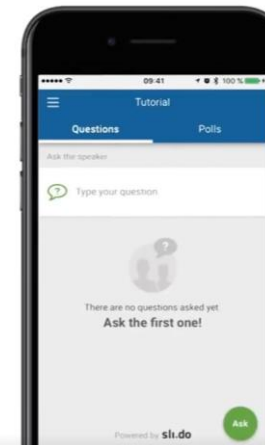 09:41
100 %
Tutorial
Questions
Polls
Ask the speaker
Type your question
There are no questions asked yet
Ask the first one!
Ask
Powered by sli.do